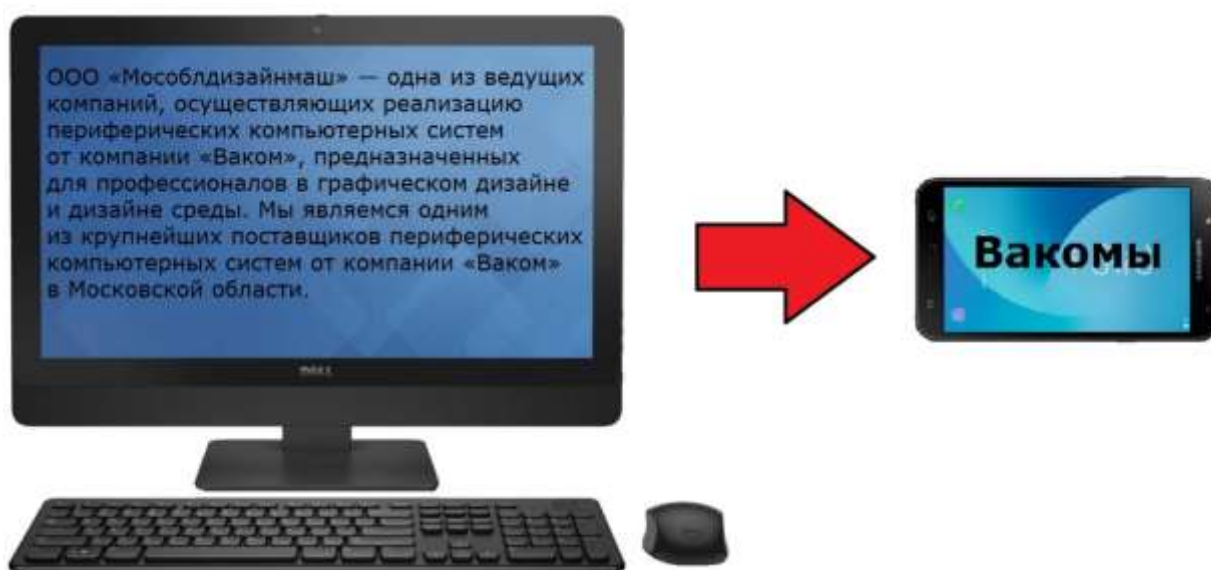 ООО «Мособлдизайнмаш» — одна из ведущих
компаний, осуществляющих реализацию
периферических компьютерных систем
от компании «Ваком», предназначенных
для профессионалов в графическом дизайне
и дизайне среды. Мы являемся одним
из крупнейших поставщиков периферических
компьютерных систем от компании «Ваком»
в Московской области.
DELL
Вакомы